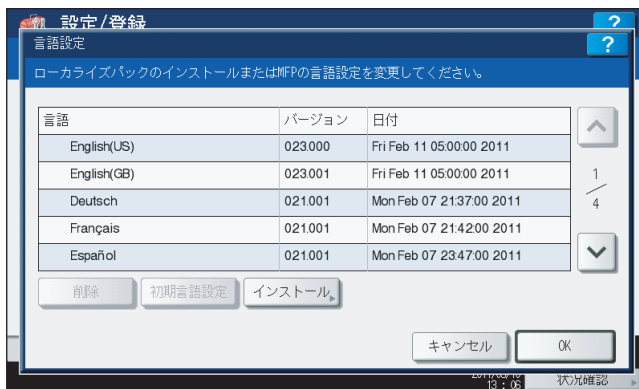 設定/登録
?
言語設定
?
ローカライズパックのインストールまたはMFPの言語設定を変更してください。
言語 バージョン 日付
English(US) 023.000 Fri Feb 11 05:00:00 2011
English(GB) 023.001 Fri Feb 11 05:00:00 2011
Deutsch 021.001 Mon Feb 07 21:37:00 2011
Français 021.001 Mon Feb 07 21:42:00 2011
Español 021.001 Mon Feb 07 23:47:00 2011
1
4
削除 初期言語設定 インストール
キャンセル OK
13:06 状況確認